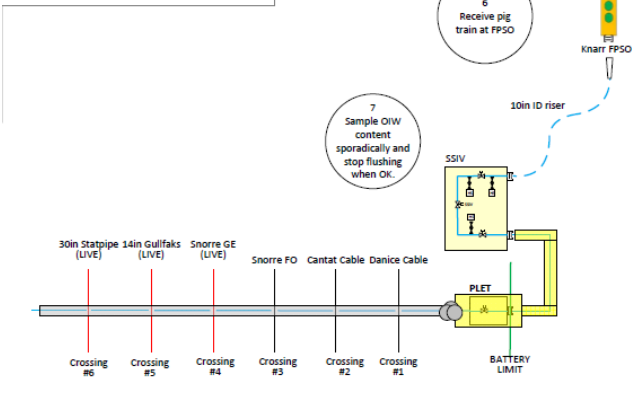 6
Receive pig
train at FPSO
Knarr FPSO
10in ID riser
7
Sample OIW
content
sporadically and
stop flushing
when OK.
SSIV
30in Statpipe
(LIVE)
14in Gullfaks
(LIVE)
Snorre GE
(LIVE)
Snorre FO
Cantat Cable
Danice Cable
PLET
Crossing
#6
Crossing
#5
Crossing
#4
Crossing
#3
Crossing
#2
Crossing
#1
BATTERY
LIMIT